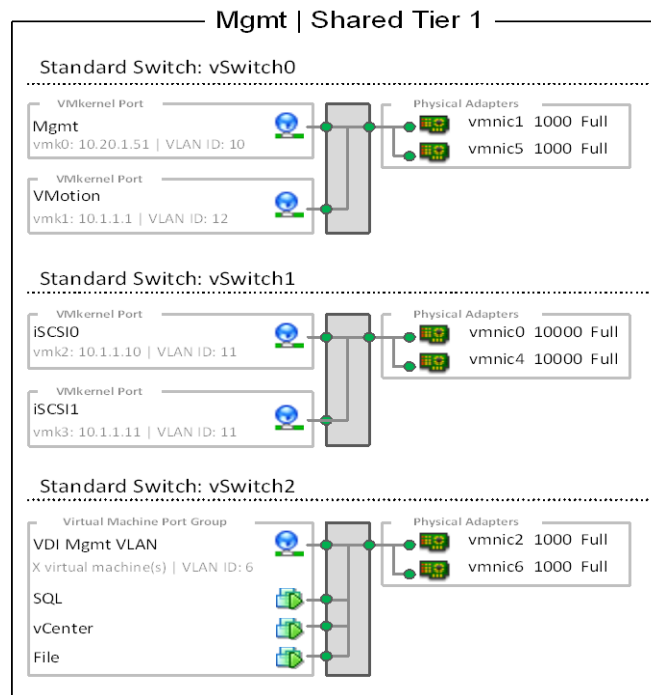 Mgmt | Shared Tier 1
Standard Switch: vSwitch0
VMkernel Port
Mgmt
vmk0: 10.20.1.51 | VLAN ID: 10
VMkernel Port
VMotion
vmk1: 10.1.1.1 | VLAN ID: 12
Physical Adapters
vmnic1 1000 Full
vmnic5 1000 Full
Standard Switch: vSwitch1
VMkernel Port
iSCSI0
vmk2: 10.1.1.10 | VLAN ID: 11
VMkernel Port
iSCSI1
vmk3: 10.1.1.11 | VLAN ID: 11
Physical Adapters
vmnic0 10000 Full
vmnic4 10000 Full
Standard Switch: vSwitch2
Virtual Machine Port Group
VDI Mgmt VLAN
X virtual machine(s) | VLAN ID: 6
SQL
vCenter
File
Physical Adapters
vmnic2 1000 Full
vmnic6 1000 Full